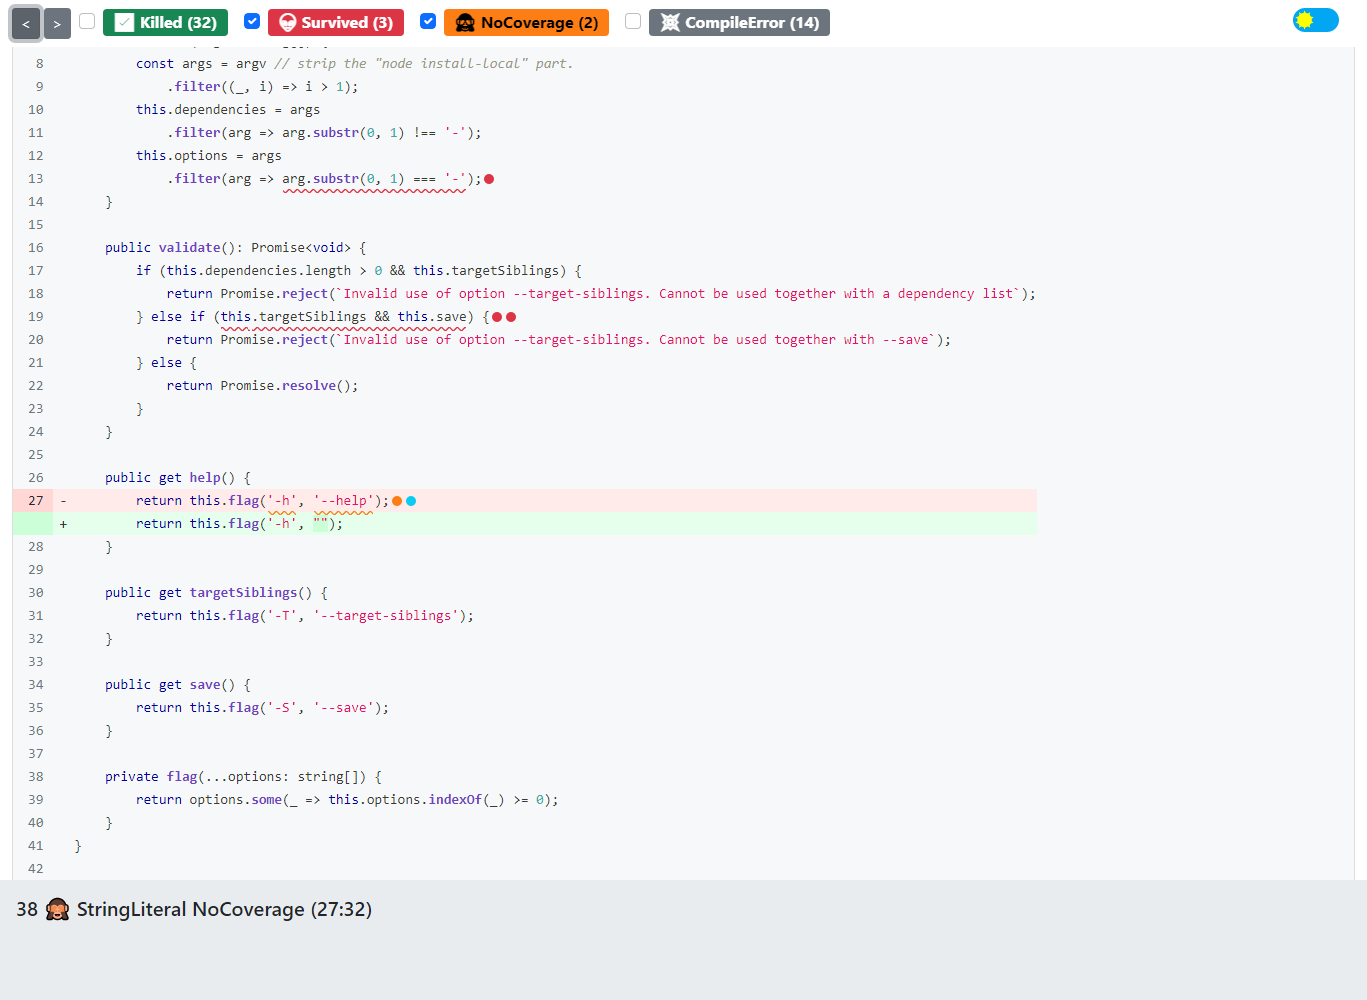 < > Killed (32) Survived (3) NoCoverage (2) CompileError (14)
8 const args = argv // strip the "node install-local" part.
9 .filter((_, i) => i > 1);
10 this.dependencies = args
11 .filter(arg => arg.substr(0, 1) !== '-');
12 this.options = args
13 .filter(arg => arg.substr(0, 1) === '-');
14 }
15
16 public validate(): Promise<void> {
17 if (this.dependencies.length > 0 && this.targetSiblings) {
18 return Promise.reject(`Invalid use of option --target-siblings. Cannot be used together with a dependency list`);
19 } else if (this.targetSiblings && this.save) {
20 return Promise.reject(`Invalid use of option --target-siblings. Cannot be used together with --save`);
21 } else {
22 return Promise.resolve();
23 }
24 }
25
26 public get help() {
27 - return this.flag('-h', '--help');
+ return this.flag('-h', "");
28 }
29
30 public get targetSiblings() {
31 return this.flag('-T', '--target-siblings');
32 }
33
34 public get save() {
35 return this.flag('-S', '--save');
36 }
37
38 private flag(...options: string[]) {
39 return options.some(_ => this.options.indexOf(_) >= 0);
40 }
41 }
42
38 StringLiteral NoCoverage (27:32)